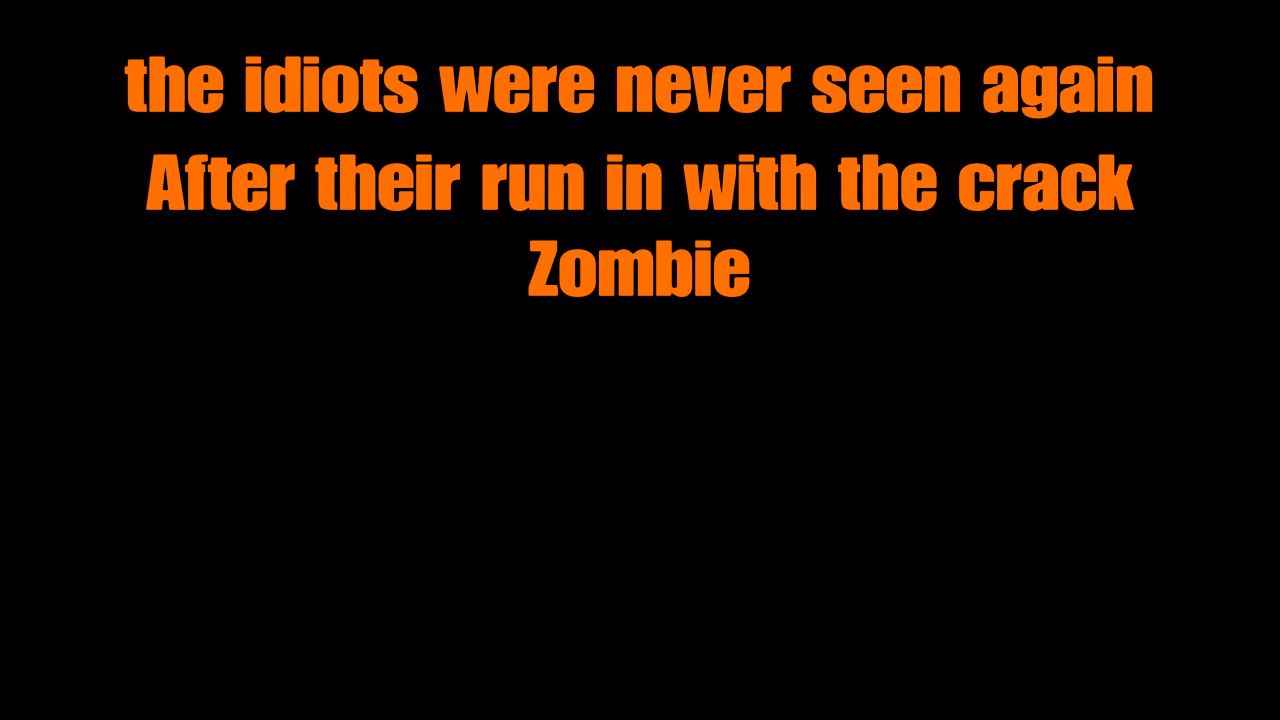 the idiots were never seen again
After their run in with the crack
Zombie